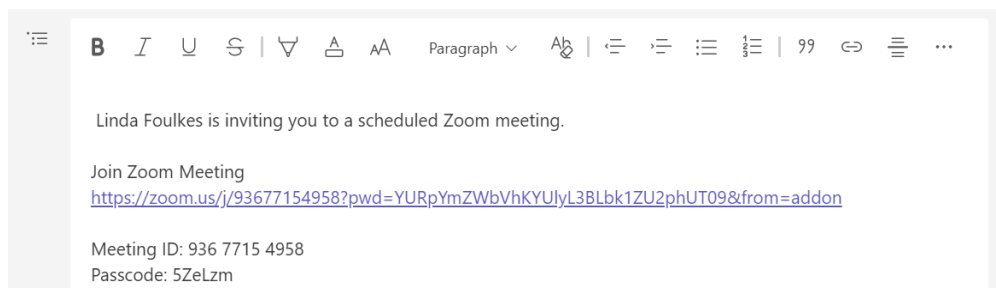 Paragraph
Linda Foulkes is inviting you to a scheduled Zoom meeting.
Join Zoom Meeting
https://zoom.us/j/93677154958?pwd=YURpYmZWbVhKYUlyL3BLbk1ZU2phUT09&from=addon
Meeting ID: 936 7715 4958
Passcode: 5ZeLzm